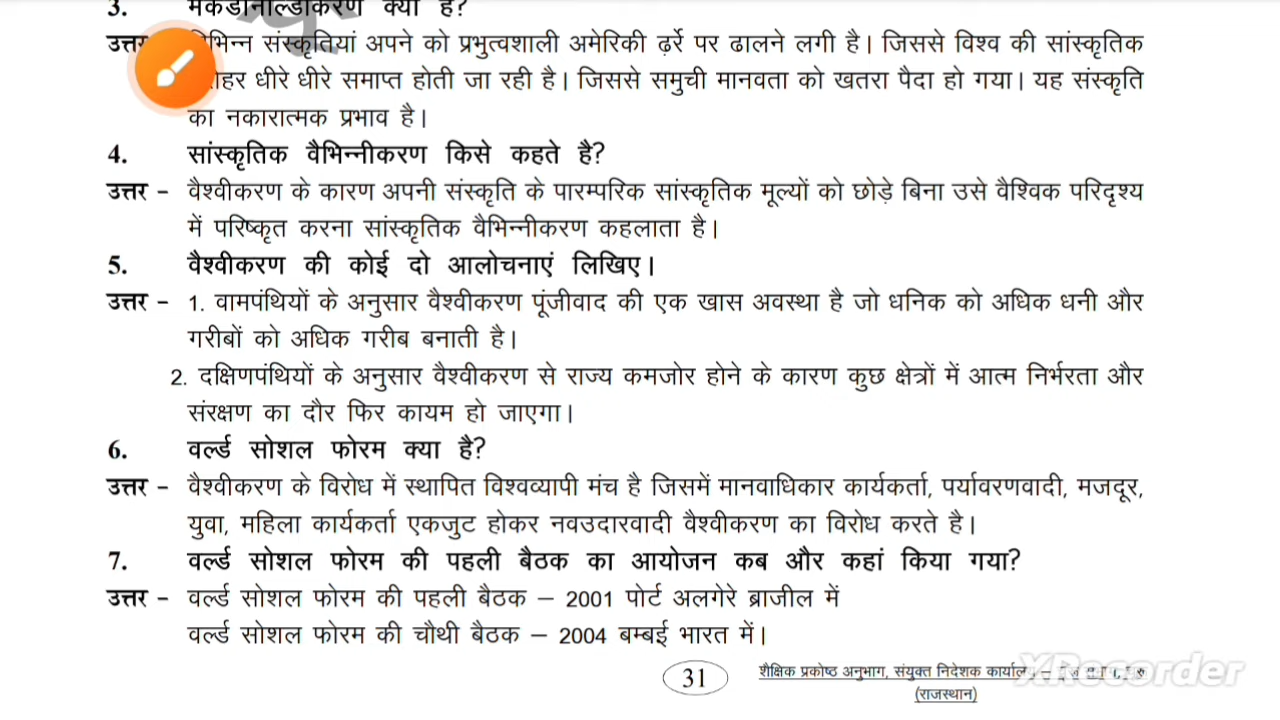 3. मैकडोनाल्डीकरण क्या है?
उत्तर विभिन्न संस्कृतियां अपने को प्रभुत्वशाली अमेरिकी ढ़र्रे पर ढालने लगी है। जिससे विश्व की सांस्कृतिक
धीरे धीरे समाप्त होती जा रही है। जिससे समुची मानवता को खतरा पैदा हो गया। यह संस्कृति
का नकारात्मक प्रभाव है।
4. सांस्कृतिक वैभिन्नीकरण किसे कहते है?
उत्तर – वैश्वीकरण के कारण अपनी संस्कृति के पारम्परिक सांस्कृतिक मूल्यों को छोड़े बिना उसे वैश्विक परिदृश्य
में परिष्कृत करना सांस्कृतिक वैभिन्नीकरण कहलाता है।
5. वैश्वीकरण की कोई दो आलोचनाएं लिखिए।
उत्तर – 1. वामपंथियों के अनुसार वैश्वीकरण पूंजीवाद की एक खास अवस्था है जो धनिक को अधिक धनी और
गरीबों को अधिक गरीब बनाती है।
2. दक्षिणपंथियों के अनुसार वैश्वीकरण से राज्य कमजोर होने के कारण कुछ क्षेत्रों में आत्म निर्भरता और
संरक्षण का दौर फिर कायम हो जाएगा।
6. वर्ल्ड सोशल फोरम क्या है?
उत्तर – वैश्वीकरण के विरोध में स्थापित विश्वव्यापी मंच है जिसमें मानवाधिकार कार्यकर्ता, पर्यावरणवादी, मजदूर,
युवा, महिला कार्यकर्ता एकजुट होकर नवउदारवादी वैश्वीकरण का विरोध करते है।
7. वर्ल्ड सोशल फोरम की पहली बैठक का आयोजन कब और कहां किया गया?
उत्तर – वर्ल्ड सोशल फोरम की पहली बैठक – 2001 पोर्ट अलगेरे ब्राजील में
वर्ल्ड सोशल फोरम की चौथी बैठक – 2004 बम्बई भारत में।
31 शैक्षिक प्रकोष्ठ अनुभाग, संयुक्त निदेशक कार्यालय –
XRecorder
(राजस्थान)